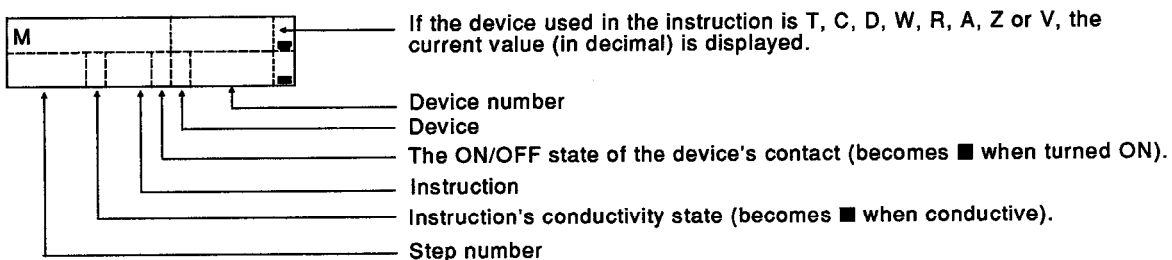 If the device used in the instruction is T, C, D, W, R, A, Z or V, the
M
current value (in decimal) is displayed.
Device number
Device
The ON/OFF state of the device's contact (becomes ■ when turned ON).
Instruction
Instruction's conductivity state (becomes ■ when conductive).
Step number